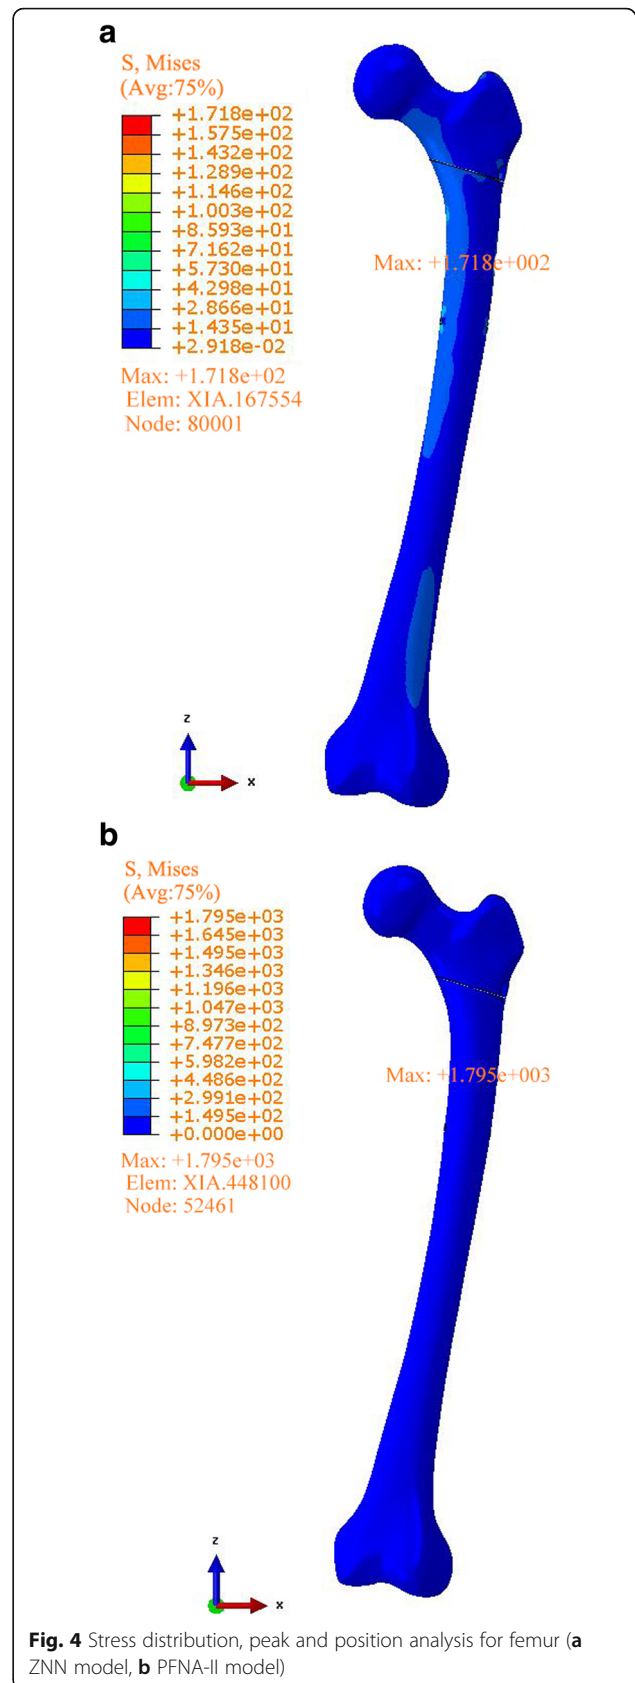 a
S, Mises
(Avg:75%)
+1.718e+02
+1.575e+02
+1.432e+02
+1.289e+02
+1.146e+02
+1.003e+02
+8.593e+01
+7.162e+01
+5.730e+01
+4.298e+01
+2.866e+01
+1.435e+01
+2.918e-02
Max: +1.718e+02
Elem: XIA.167554
Node: 80001
Max: +1.718e+002
z
x
b
S, Mises
(Avg:75%)
+1.795e+03
+1.645e+03
+1.495e+03
+1.346e+03
+1.196e+03
+1.047e+03
+8.973e+02
+7.477e+02
+5.982e+02
+4.486e+02
+2.991e+02
+1.495e+02
+0.000e+00
Max: +1.795e+03
Elem: XIA.448100
Node: 52461
Max: +1.795e+003
z
x
Fig. 4 Stress distribution, peak and position analysis for femur (a
ZNN model, b PFNA-II model)